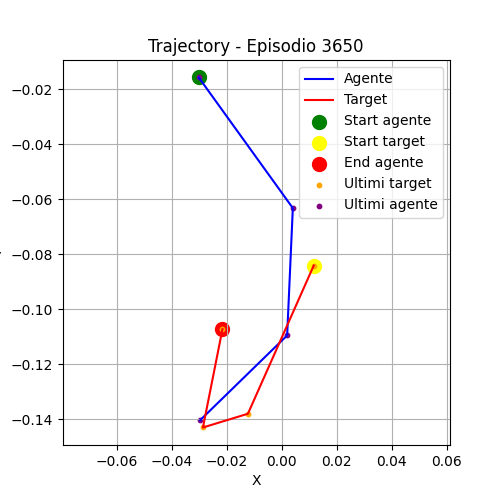 Trajectory - Episodio 3650
Agente
Target
Start agente
Start target
End agente
Ultimi target
Ultimi agente
−0.02
−0.04
−0.06
−0.08
−0.10
−0.12
−0.14
−0.06
−0.04
−0.02
0.00
0.02
0.04
0.06
X